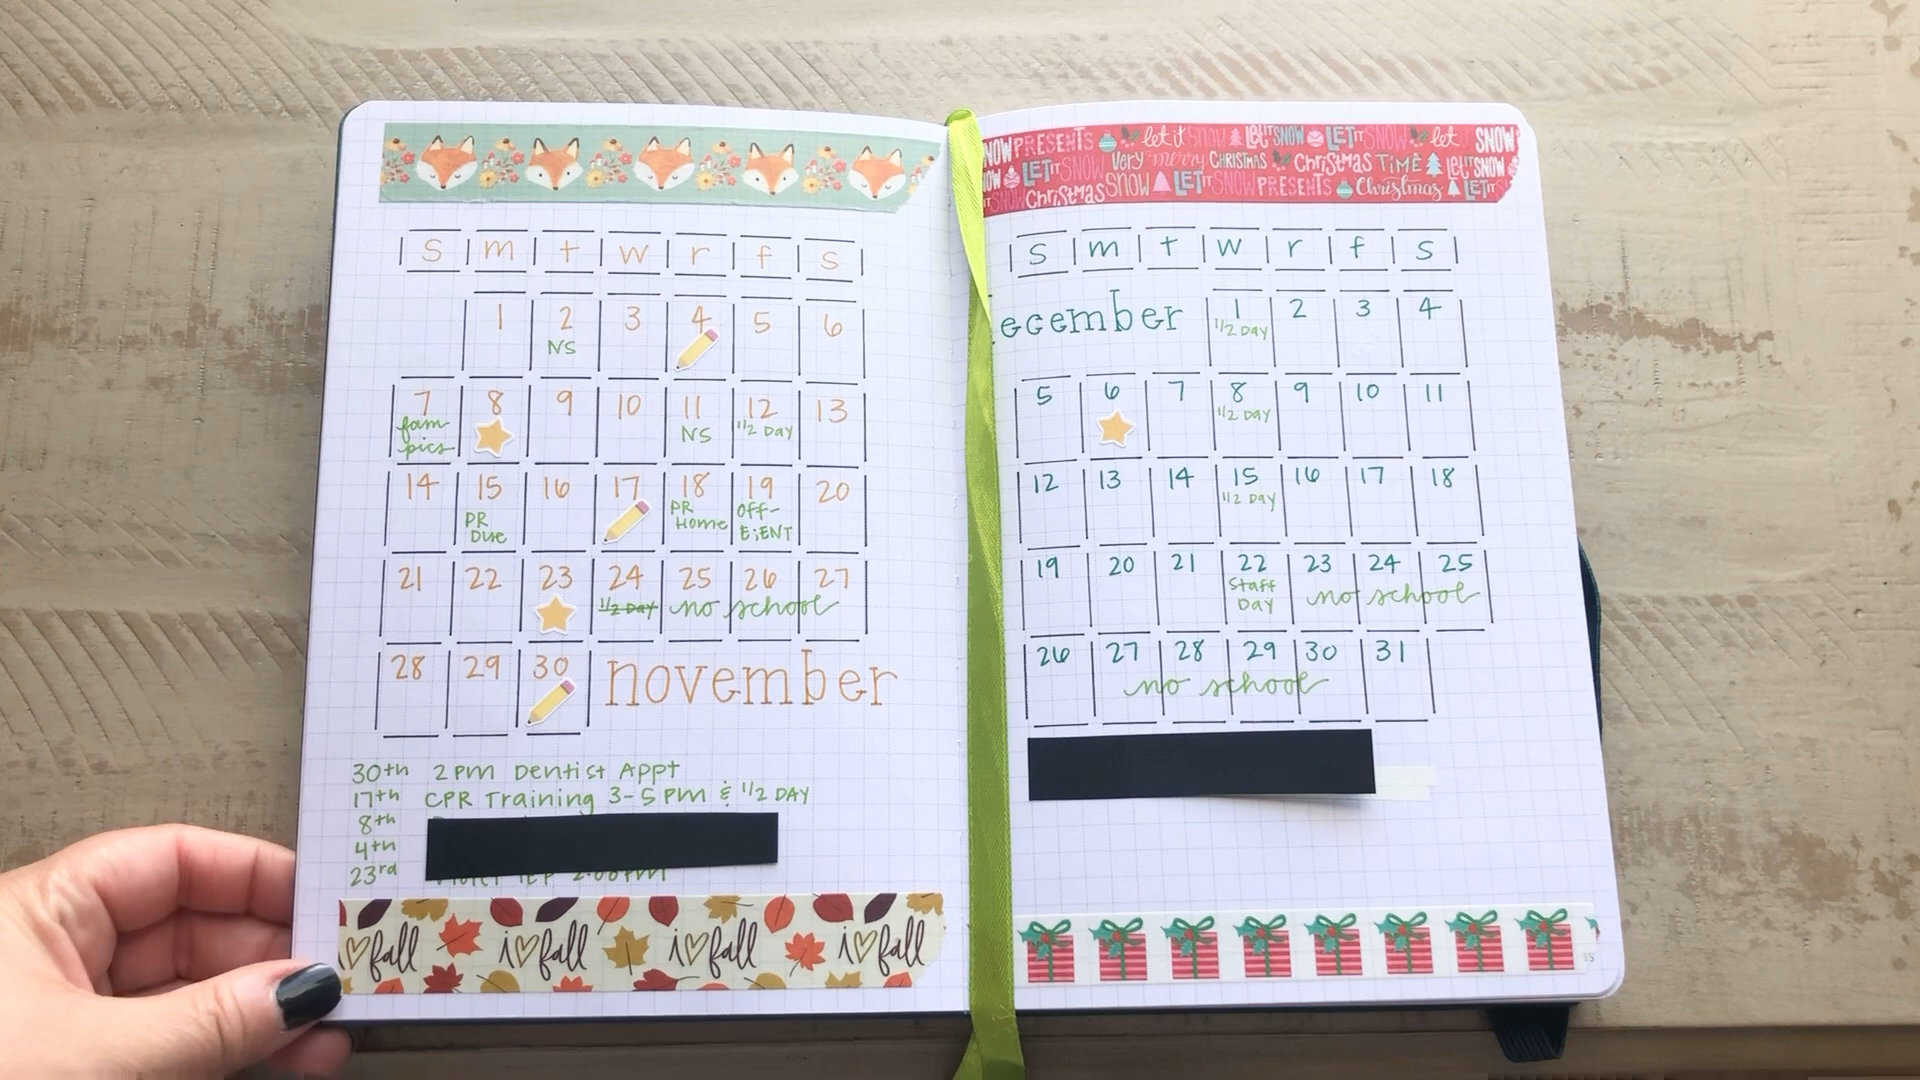 SNOW PRESENTS let it SNOW LET IT SNOW LET IT SNOW let SNOW
SNOW LET IT SNOW very merry CHRISTMAS Christmas TIME LET IT SNOW
IT SNOW Christmas SNOW LET IT SNOW PRESENTS Christmas LET IT
S m t w r f S
1 2 3 4 5 6
NS
7 8 9 10 11 12 13
fam pics
NS
1/2 DAY
14 15 16 17 18 19 20
PR Due
PR Home
OFF-
E;ENT
21 22 23 24 25 26 27
1/2 DAY no school
28 29 30 november
30th 2PM Dentist Appt
17th CPR Training 3-5PM & 1/2 DAY
8th
4th
23rd
i fall i fall i fall i fall
S m t w r f S
ecember 1 2 3 4
1/2 DAY
5 6 7 8 9 10 11
1/2 DAY
12 13 14 15 16 17 18
1/2 DAY
19 20 21 22 23 24 25
Staff DAY no school
26 27 28 29 30 31
no school